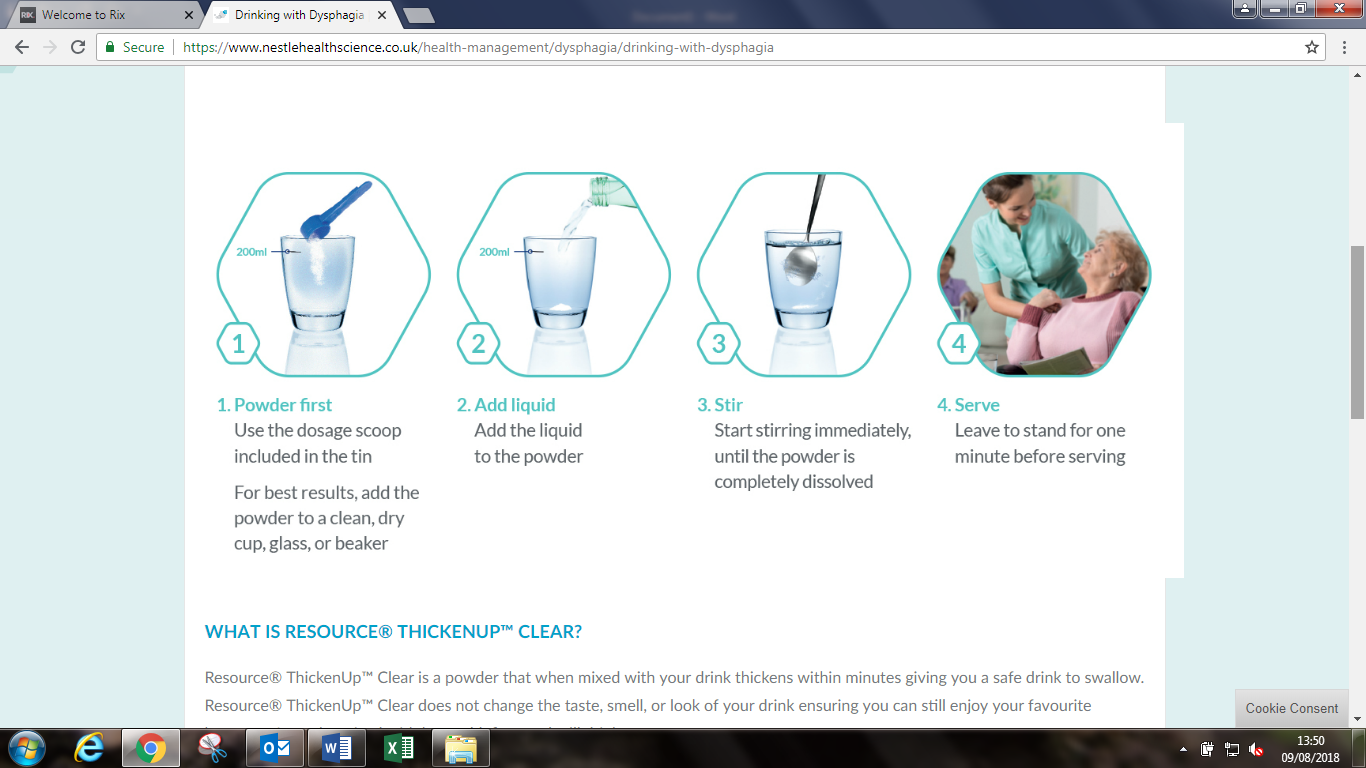 Welcome to Rix
Drinking with Dysphagia
Secure
https://www.nestlehealthscience.co.uk/health-management/dysphagia/drinking-with-dysphagia
200ml
200ml
1
2
3
4
1. Powder first
Use the dosage scoop
included in the tin
For best results, add the
powder to a clean, dry
cup, glass, or beaker
2. Add liquid
Add the liquid
to the powder
3. Stir
Start stirring immediately,
until the powder is
completely dissolved
4. Serve
Leave to stand for one
minute before serving
WHAT IS RESOURCE® THICKENUP™ CLEAR?
Resource® ThickenUp™ Clear is a powder that when mixed with your drink thickens within minutes giving you a safe drink to swallow.
Resource® ThickenUp™ Clear does not change the taste, smell, or look of your drink ensuring you can still enjoy your favourite
Cookie Consent
13:50
09/08/2018